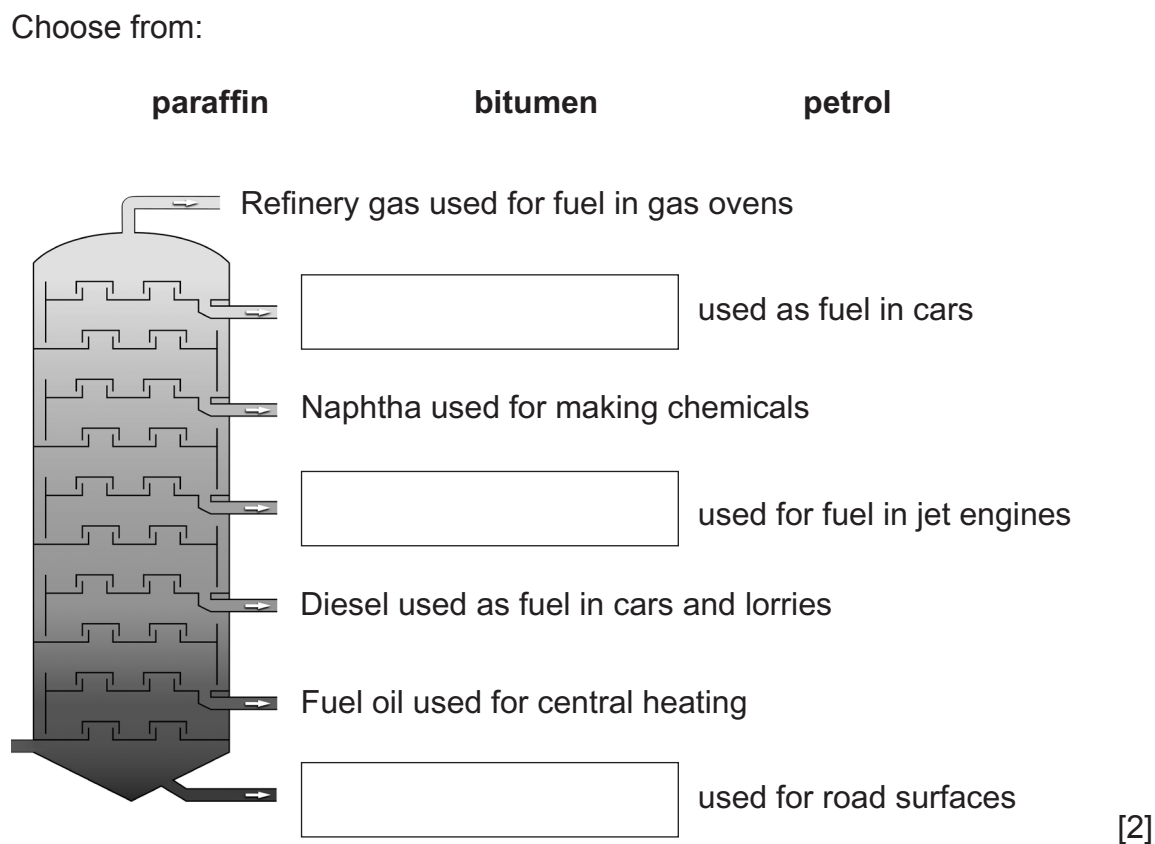 Choose from:
paraffin bitumen petrol
Refinery gas used for fuel in gas ovens
used as fuel in cars
Naphtha used for making chemicals
used for fuel in jet engines
Diesel used as fuel in cars and lorries
Fuel oil used for central heating
used for road surfaces
[2]